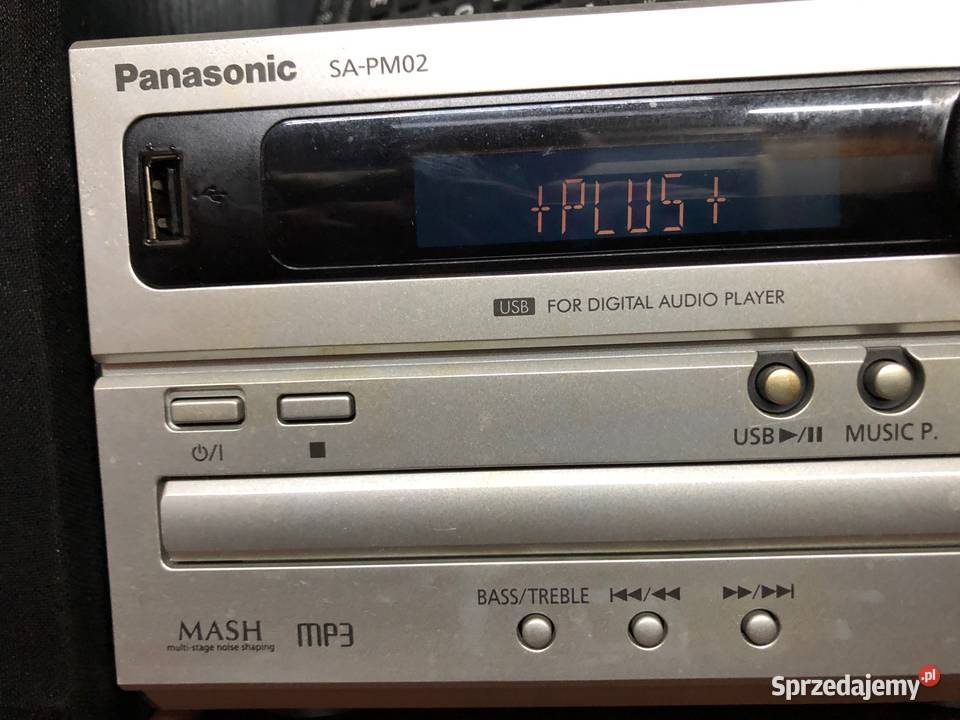 Panasonic SA-PM02
+PLUS+
USB FOR DIGITAL AUDIO PLAYER
USB ▶/II MUSIC P.
⏻/I ■
BASS/TREBLE |◀◀/◀◀ ▶▶/▶▶|
MASH MP3
multi-stage noise shaping
Sprzedajemy.pl